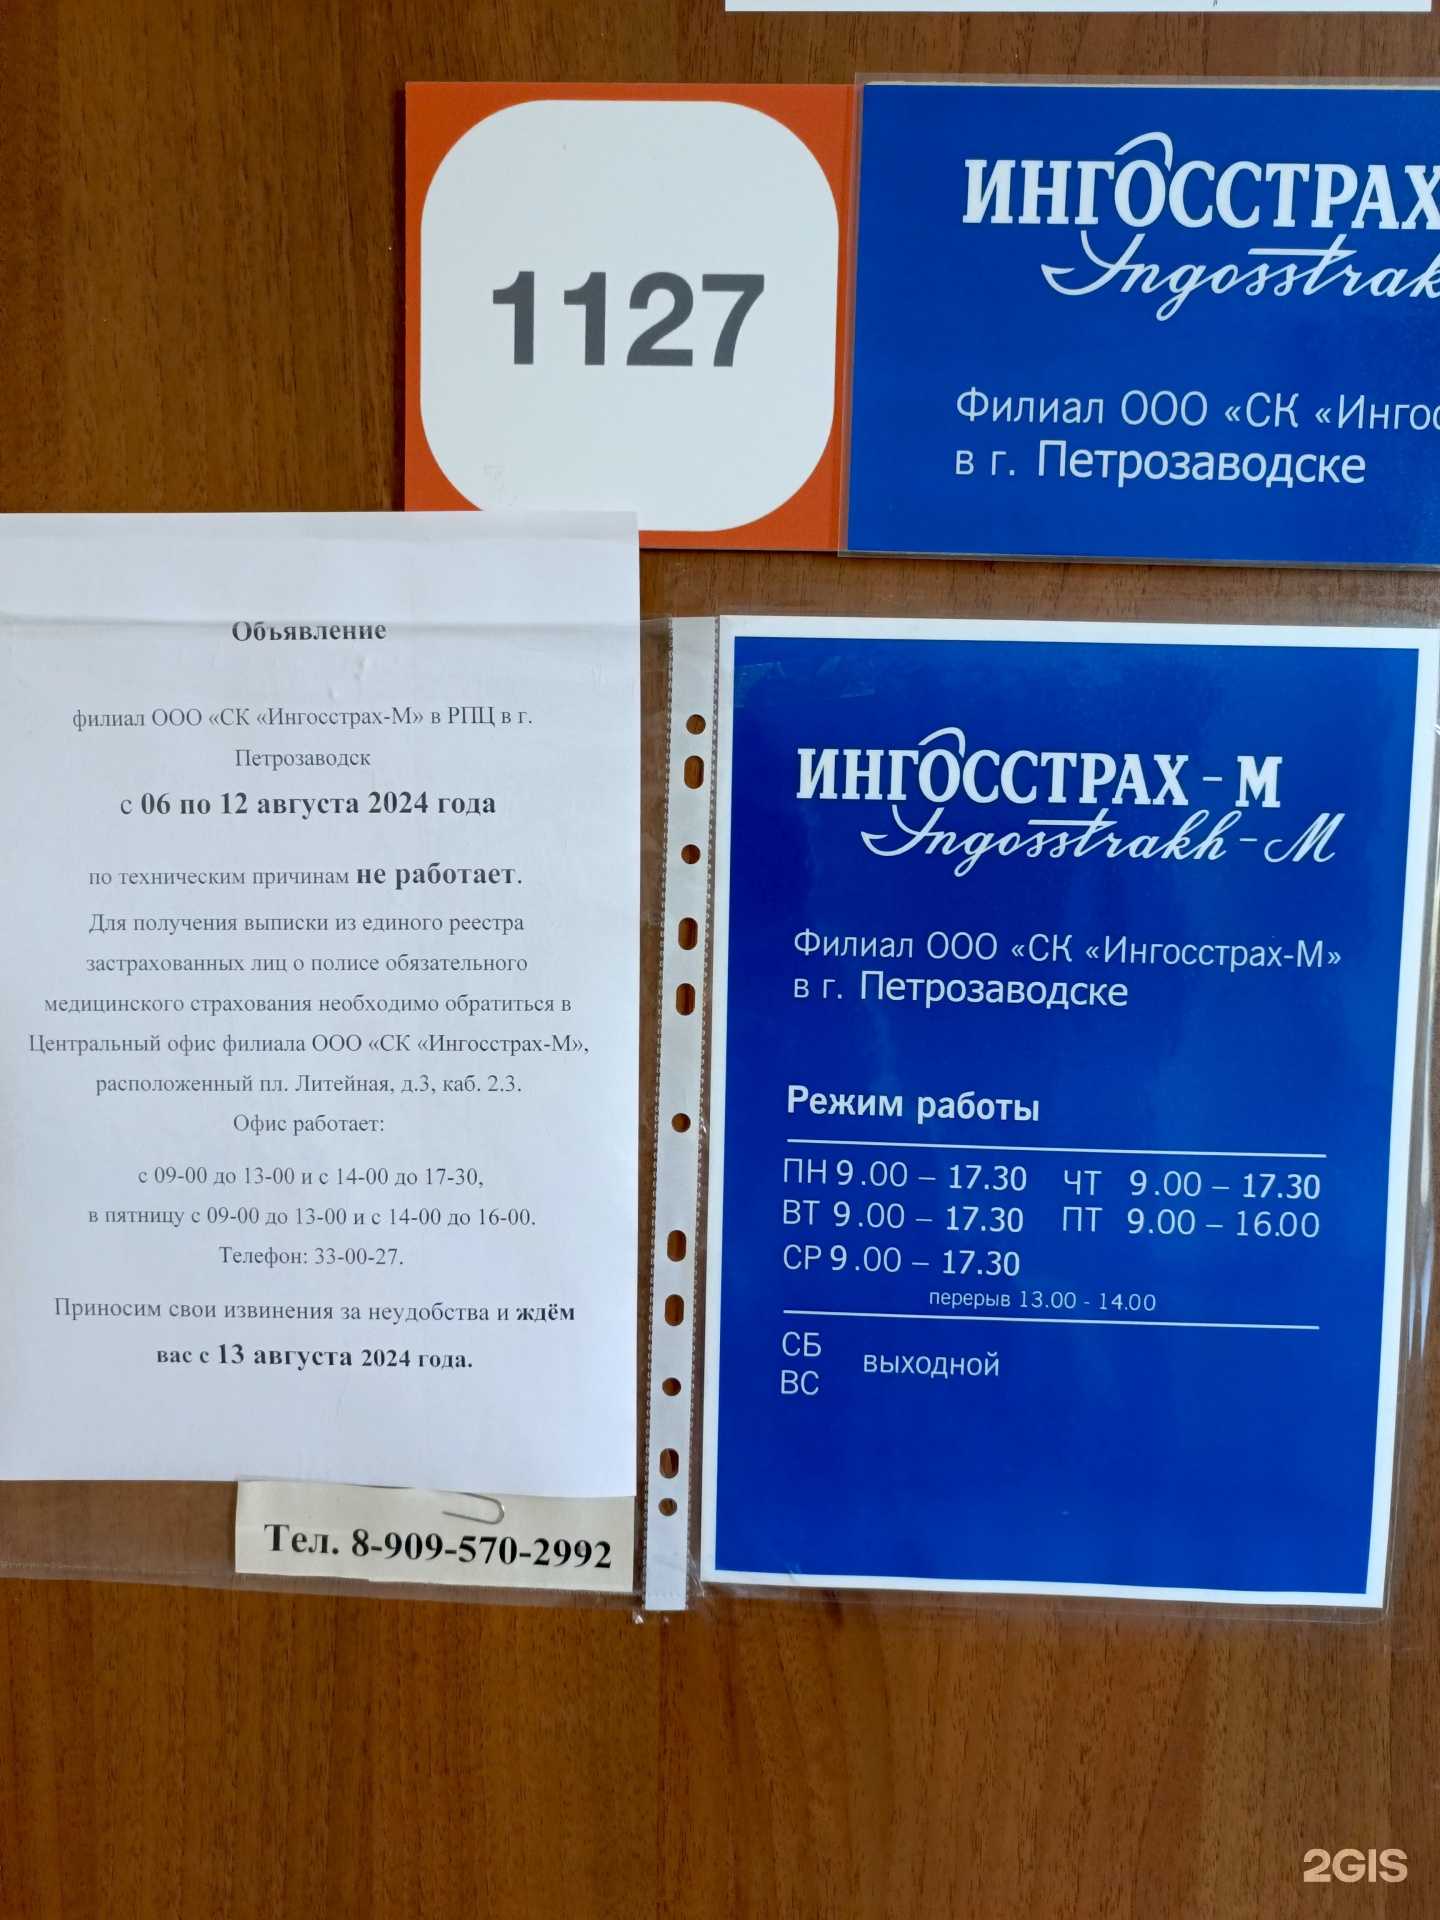 1127
ИНГОССТРАХ
Ingosstrak
Филиал ООО «СК «Ингос
в г. Петрозаводске
Объявление
филиал ООО «СК «Ингосстрах-М» в РПЦ в г.
Петрозаводск
с 06 по 12 августа 2024 года
по техническим причинам не работает.
Для получения выписки из единого реестра
застрахованных лиц о полисе обязательного
медицинского страхования необходимо обратиться в
Центральный офис филиала ООО «СК «Ингосстрах-М»,
расположенный пл. Литейная, д.3, каб. 2.3.
Офис работает:
с 09-00 до 13-00 и с 14-00 до 17-30,
в пятницу с 09-00 до 13-00 и с 14-00 до 16-00.
Телефон: 33-00-27.
Приносим свои извинения за неудобства и ждём
вас с 13 августа 2024 года.
Тел. 8-909-570-2992
ИНГОССТРАХ - М
Ingosstrakh - M
Филиал ООО «СК «Ингосстрах-М»
в г. Петрозаводске
Режим работы
ПН 9.00 – 17.30 ЧТ 9.00 – 17.30
ВТ 9.00 – 17.30 ПТ 9.00 – 16.00
СР 9.00 – 17.30
перерыв 13.00 - 14.00
СБ
ВС выходной
2GIS